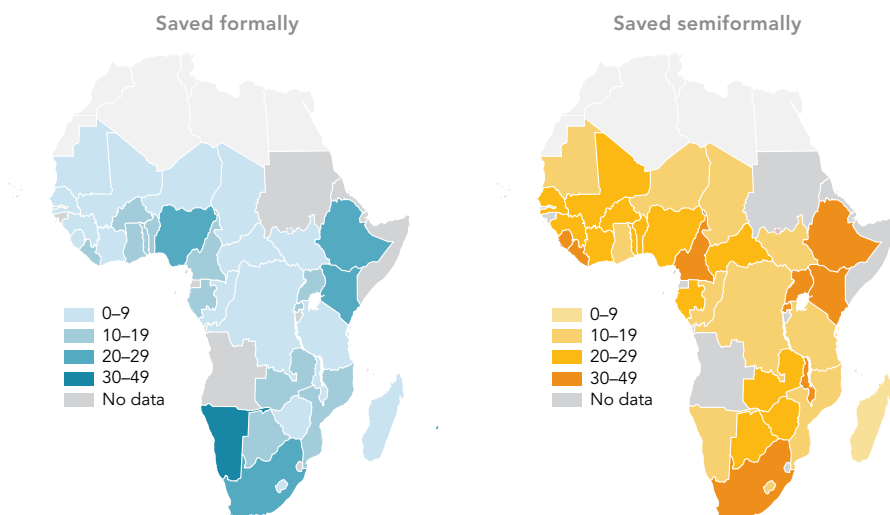 Saved formally
Saved semiformally
0–9
10–19
20–29
30–49
No data
0–9
10–19
20–29
30–49
No data